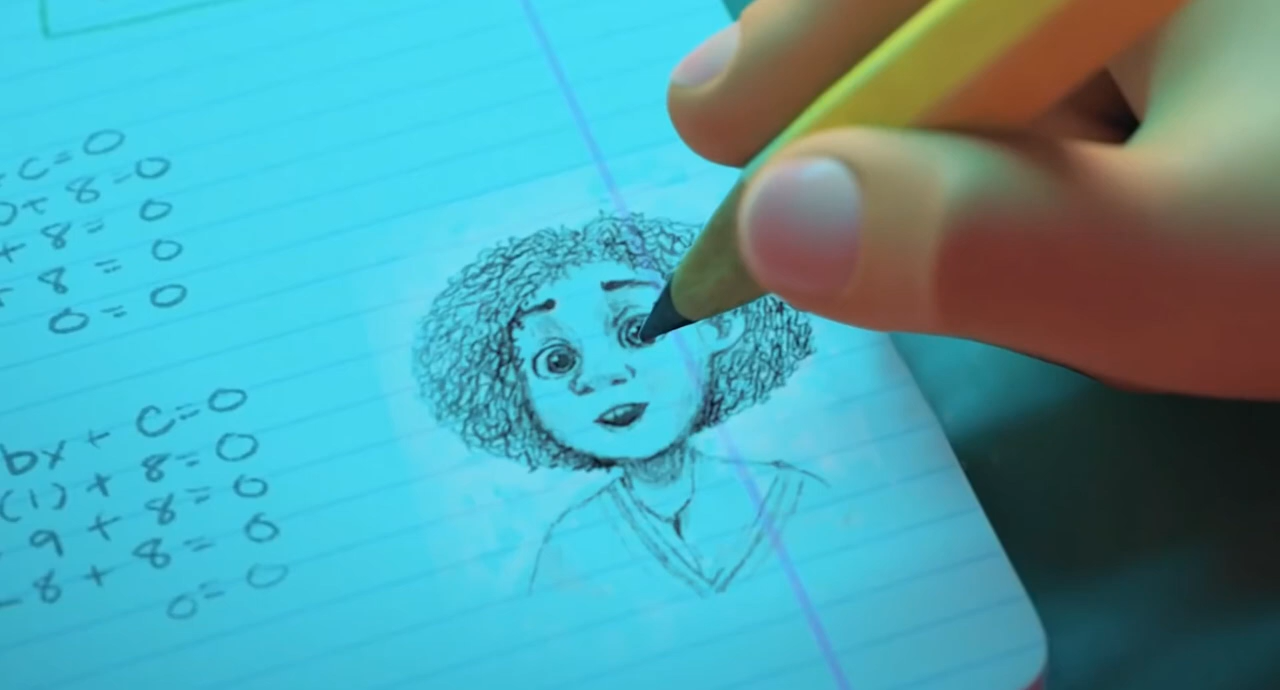 c=0
+ 8=0
+ 8= 0
8 = 0
0= 0
bx + c=0
(1) + 8=0
- 9 + 8= 0
-8+ 8= 0
0= 0